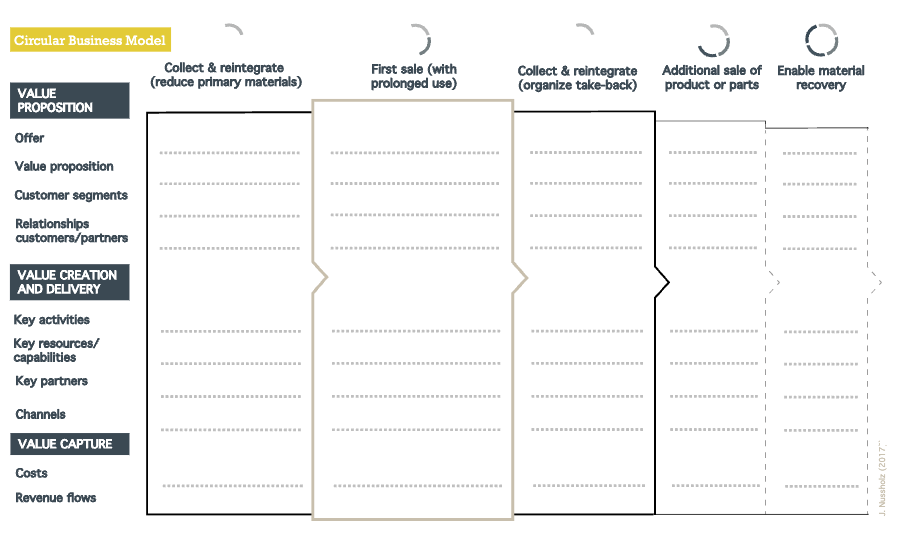 Circular Business Model
Collect & reintegrate
(reduce primary materials)
First sale (with
prolonged use)
Collect & reintegrate
(organize take-back)
Additional sale of
product or parts
Enable material
recovery
VALUE
PROPOSITION
Offer
Value proposition
Customer segments
Relationships
customers/partners
VALUE CREATION
AND DELIVERY
Key activities
Key resources/
capabilities
Key partners
Channels
VALUE CAPTURE
Costs
Revenue flows
J. Nussholz (2017